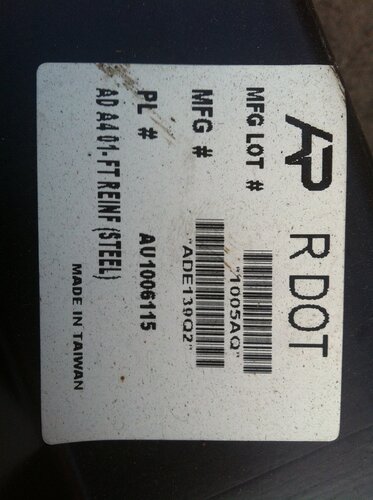 AP R DOT
MFG LOT # "1005AQ"
MFG # "ADE139Q2"
PL # AU1006115
AD A4 01- FT REINF (STEEL)
MADE IN TAIWAN